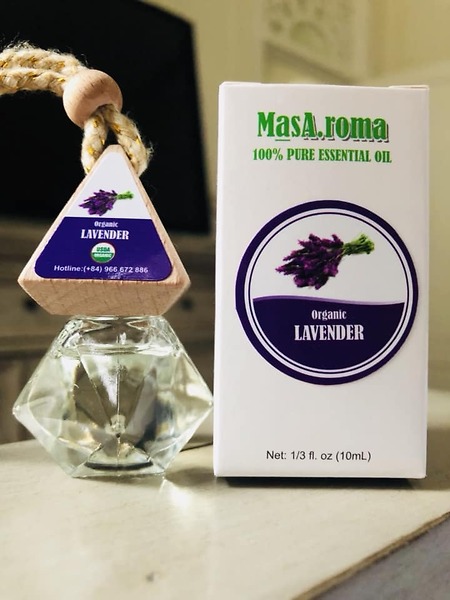 MasA.roma
100% PURE ESSENTIAL OIL
Organic
LAVENDER
Net: 1/3 fl. oz (10mL)
Organic
LAVENDER
USDA
ORGANIC
Hotline:(+84) 966 672 886